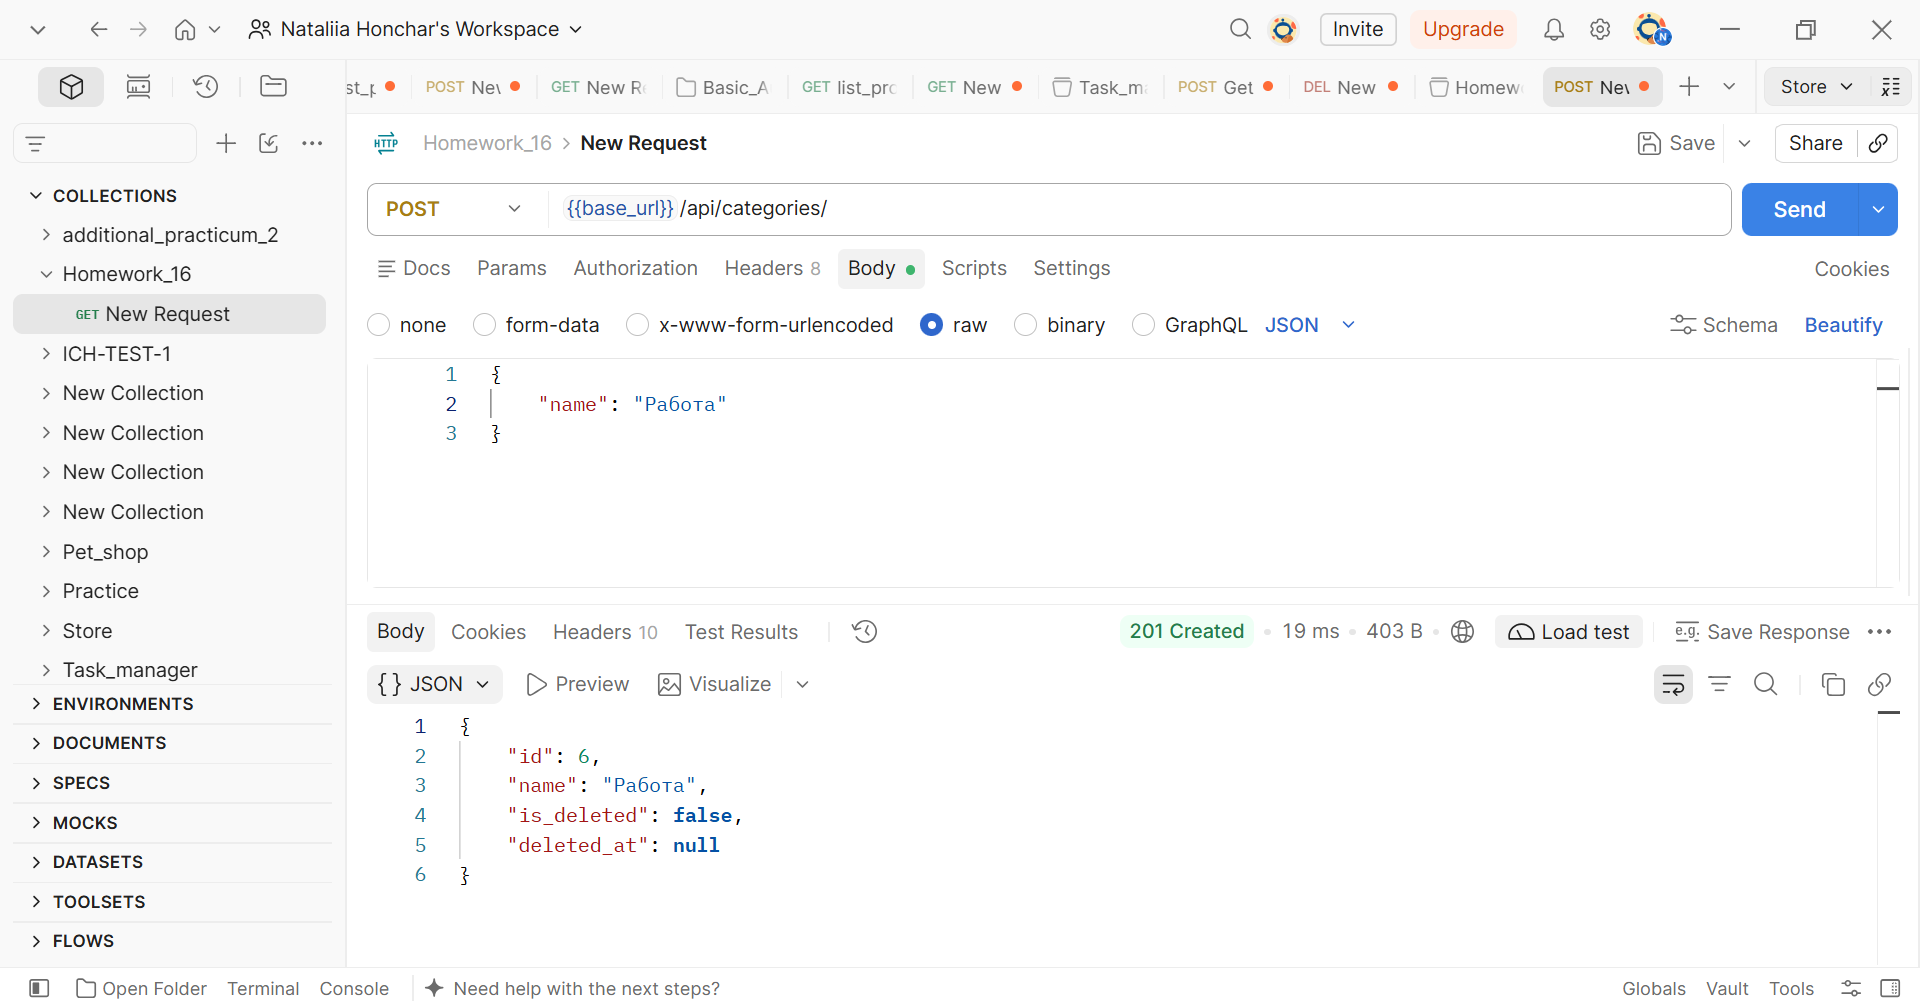 Nataliia Honchar's Workspace
Invite
Upgrade
N
POST
GET New
Basic_A
GET list_pro
GET New
Task_ma
POST Get
DEL New
Homew
POST
Store
HTTP
Homework_16 > New Request
Save
Share
COLLECTIONS
additional_practicum_2
Homework_16
GET New Request
ICH-TEST-1
New Collection
New Collection
New Collection
New Collection
Pet_shop
Practice
Store
Task_manager
ENVIRONMENTS
DOCUMENTS
SPECS
MOCKS
DATASETS
TOOLSETS
FLOWS
POST
{{base_url}} /api/categories/
Send
Docs Params Authorization Headers 8 Body Scripts Settings
Cookies
none form-data x-www-form-urlencoded raw binary GraphQL JSON
Schema Beautify
1 {
2 "name": "Работа"
3 }
Body Cookies Headers 10 Test Results
201 Created • 19 ms • 403 B •
Load test
e.g. Save Response
{} JSON
Preview
Visualize
1 {
2 "id": 6,
3 "name": "Работа",
4 "is_deleted": false,
5 "deleted_at": null
6 }
Open Folder Terminal Console
Need help with the next steps?
Globals Vault Tools